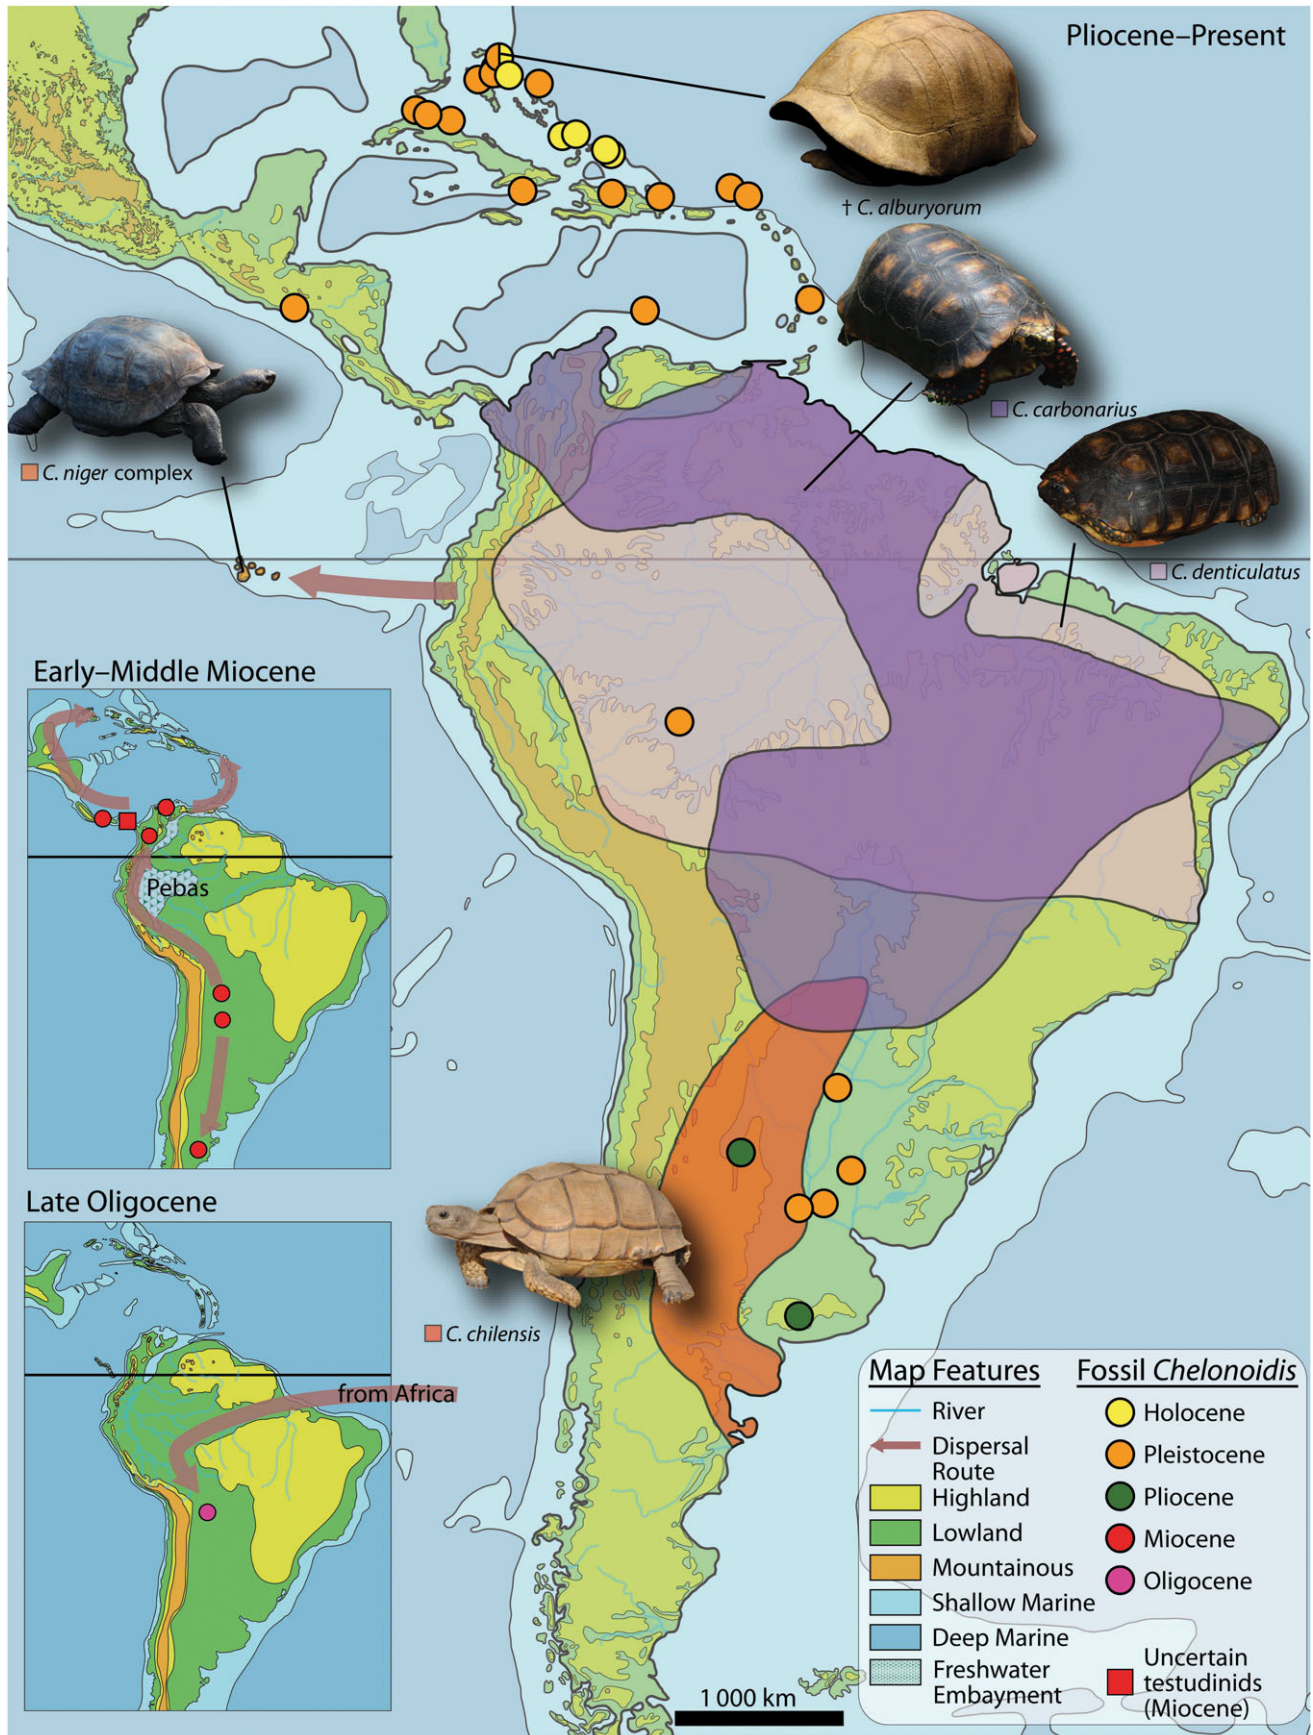 Pliocene–Present
† C. alburyorum
C. carbonarius
C. niger complex
C. denticulatus
Early–Middle Miocene
Pebas
Late Oligocene
from Africa
C. chilensis
Map Features
River
Dispersal
Route
Highland
Lowland
Mountainous
Shallow Marine
Deep Marine
Freshwater
Embayment
Fossil Chelonoidis
Holocene
Pleistocene
Pliocene
Miocene
Oligocene
Uncertain
testudinids
(Miocene)
1 000 km